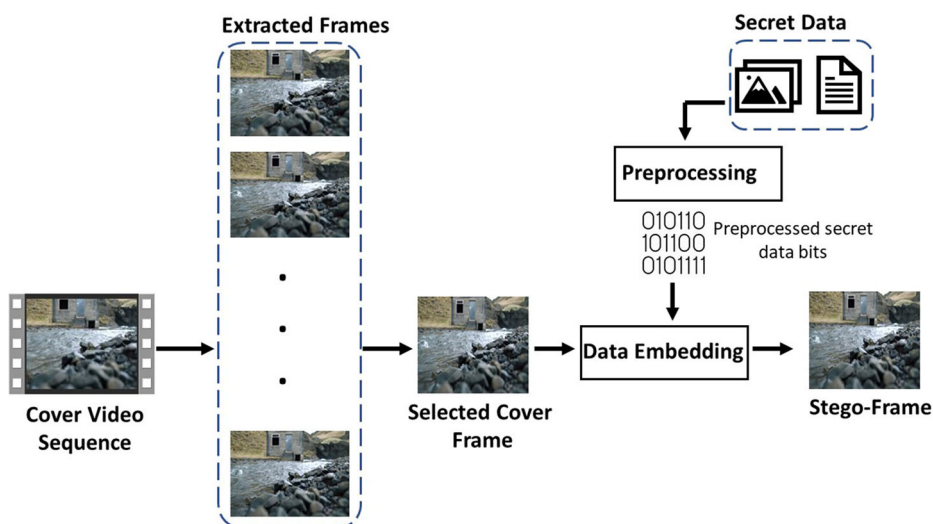 Extracted Frames
Secret Data
Preprocessing
010110
101100
0101111
Preprocessed secret
data bits
Cover Video
Sequence
Selected Cover
Frame
Data Embedding
Stego-Frame